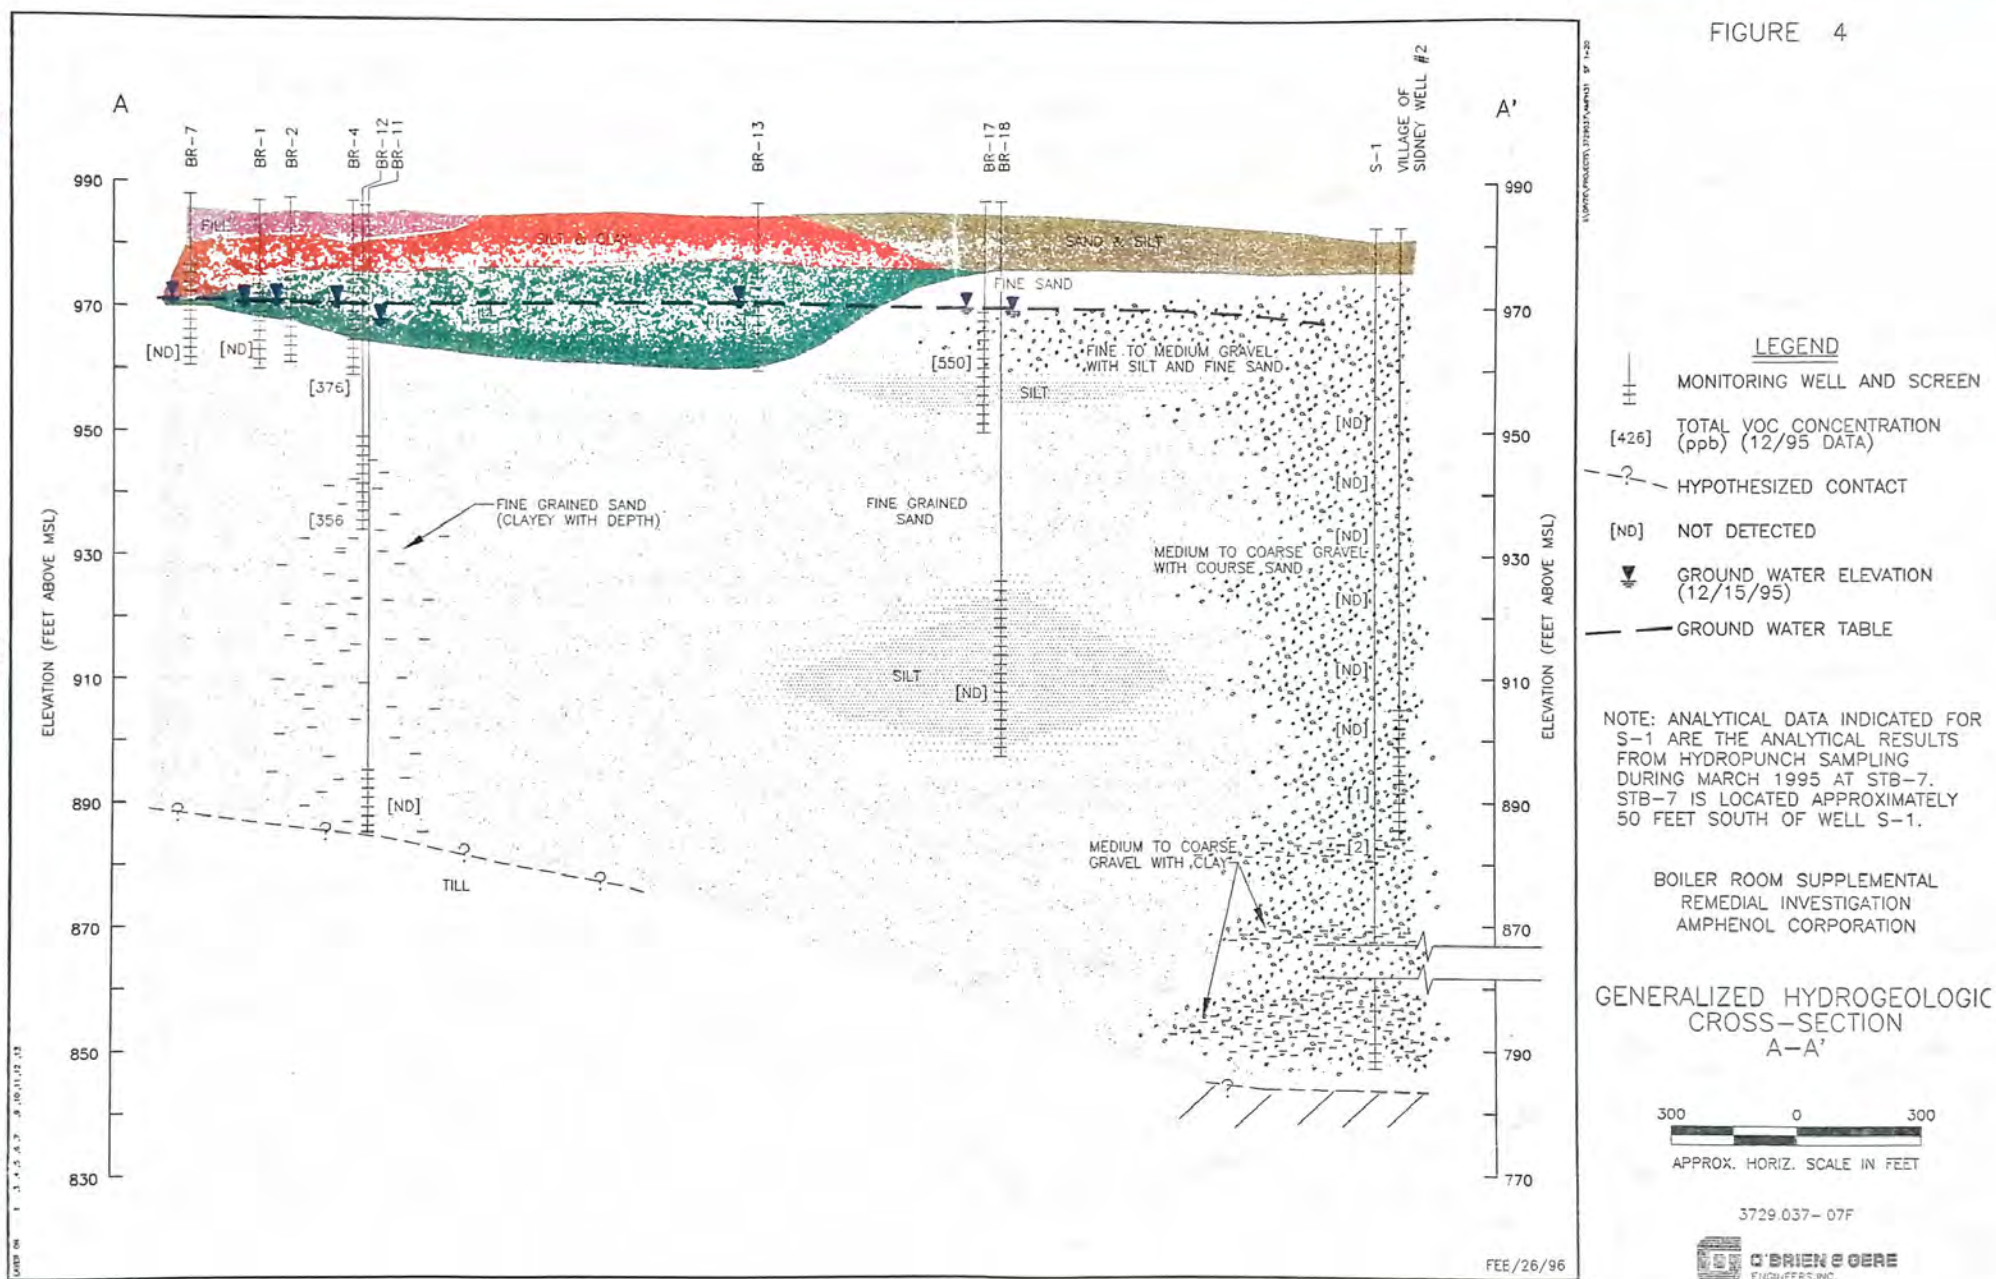 FIGURE 4
A
A'
BR-7
BR-1
BR-2
BR-4
BR-12
BR-11
BR-13
BR-17
BR-18
S-1
VILLAGE OF
SIDNEY WELL #2
990
970
950
930
910
890
870
850
830
ELEVATION (FEET ABOVE MSL)
990
970
950
930
910
890
870
790
770
ELEVATION (FEET ABOVE MSL)
FILL
SILT & CLAY
SAND & SILT
FINE SAND
[ND]
[ND]
[376]
[550]
FINE TO MEDIUM GRAVEL
WITH SILT AND FINE SAND
SILT
[ND]
[ND]
[356
FINE GRAINED SAND
(CLAYEY WITH DEPTH)
FINE GRAINED
SAND
[ND]
MEDIUM TO COARSE GRAVEL
WITH COURSE SAND
[ND]
[ND]
SILT
[ND]
[ND]
[1]
[ND]
[2]
MEDIUM TO COARSE
GRAVEL WITH CLAY
?
?
?
?
TILL
?
FEE/26/96
LEGEND
MONITORING WELL AND SCREEN
[426] TOTAL VOC CONCENTRATION
(ppb) (12/95 DATA)
? HYPOTHESIZED CONTACT
[ND] NOT DETECTED
GROUND WATER ELEVATION
(12/15/95)
GROUND WATER TABLE
NOTE: ANALYTICAL DATA INDICATED FOR
S-1 ARE THE ANALYTICAL RESULTS
FROM HYDROPUNCH SAMPLING
DURING MARCH 1995 AT STB-7.
STB-7 IS LOCATED APPROXIMATELY
50 FEET SOUTH OF WELL S-1.
BOILER ROOM SUPPLEMENTAL
REMEDIAL INVESTIGATION
AMPHENOL CORPORATION
GENERALIZED HYDROGEOLOGIC
CROSS-SECTION
A-A'
300 0 300
APPROX. HORIZ. SCALE IN FEET
3729.037-07F
O'BRIEN & GERE
ENGINEERS INC.